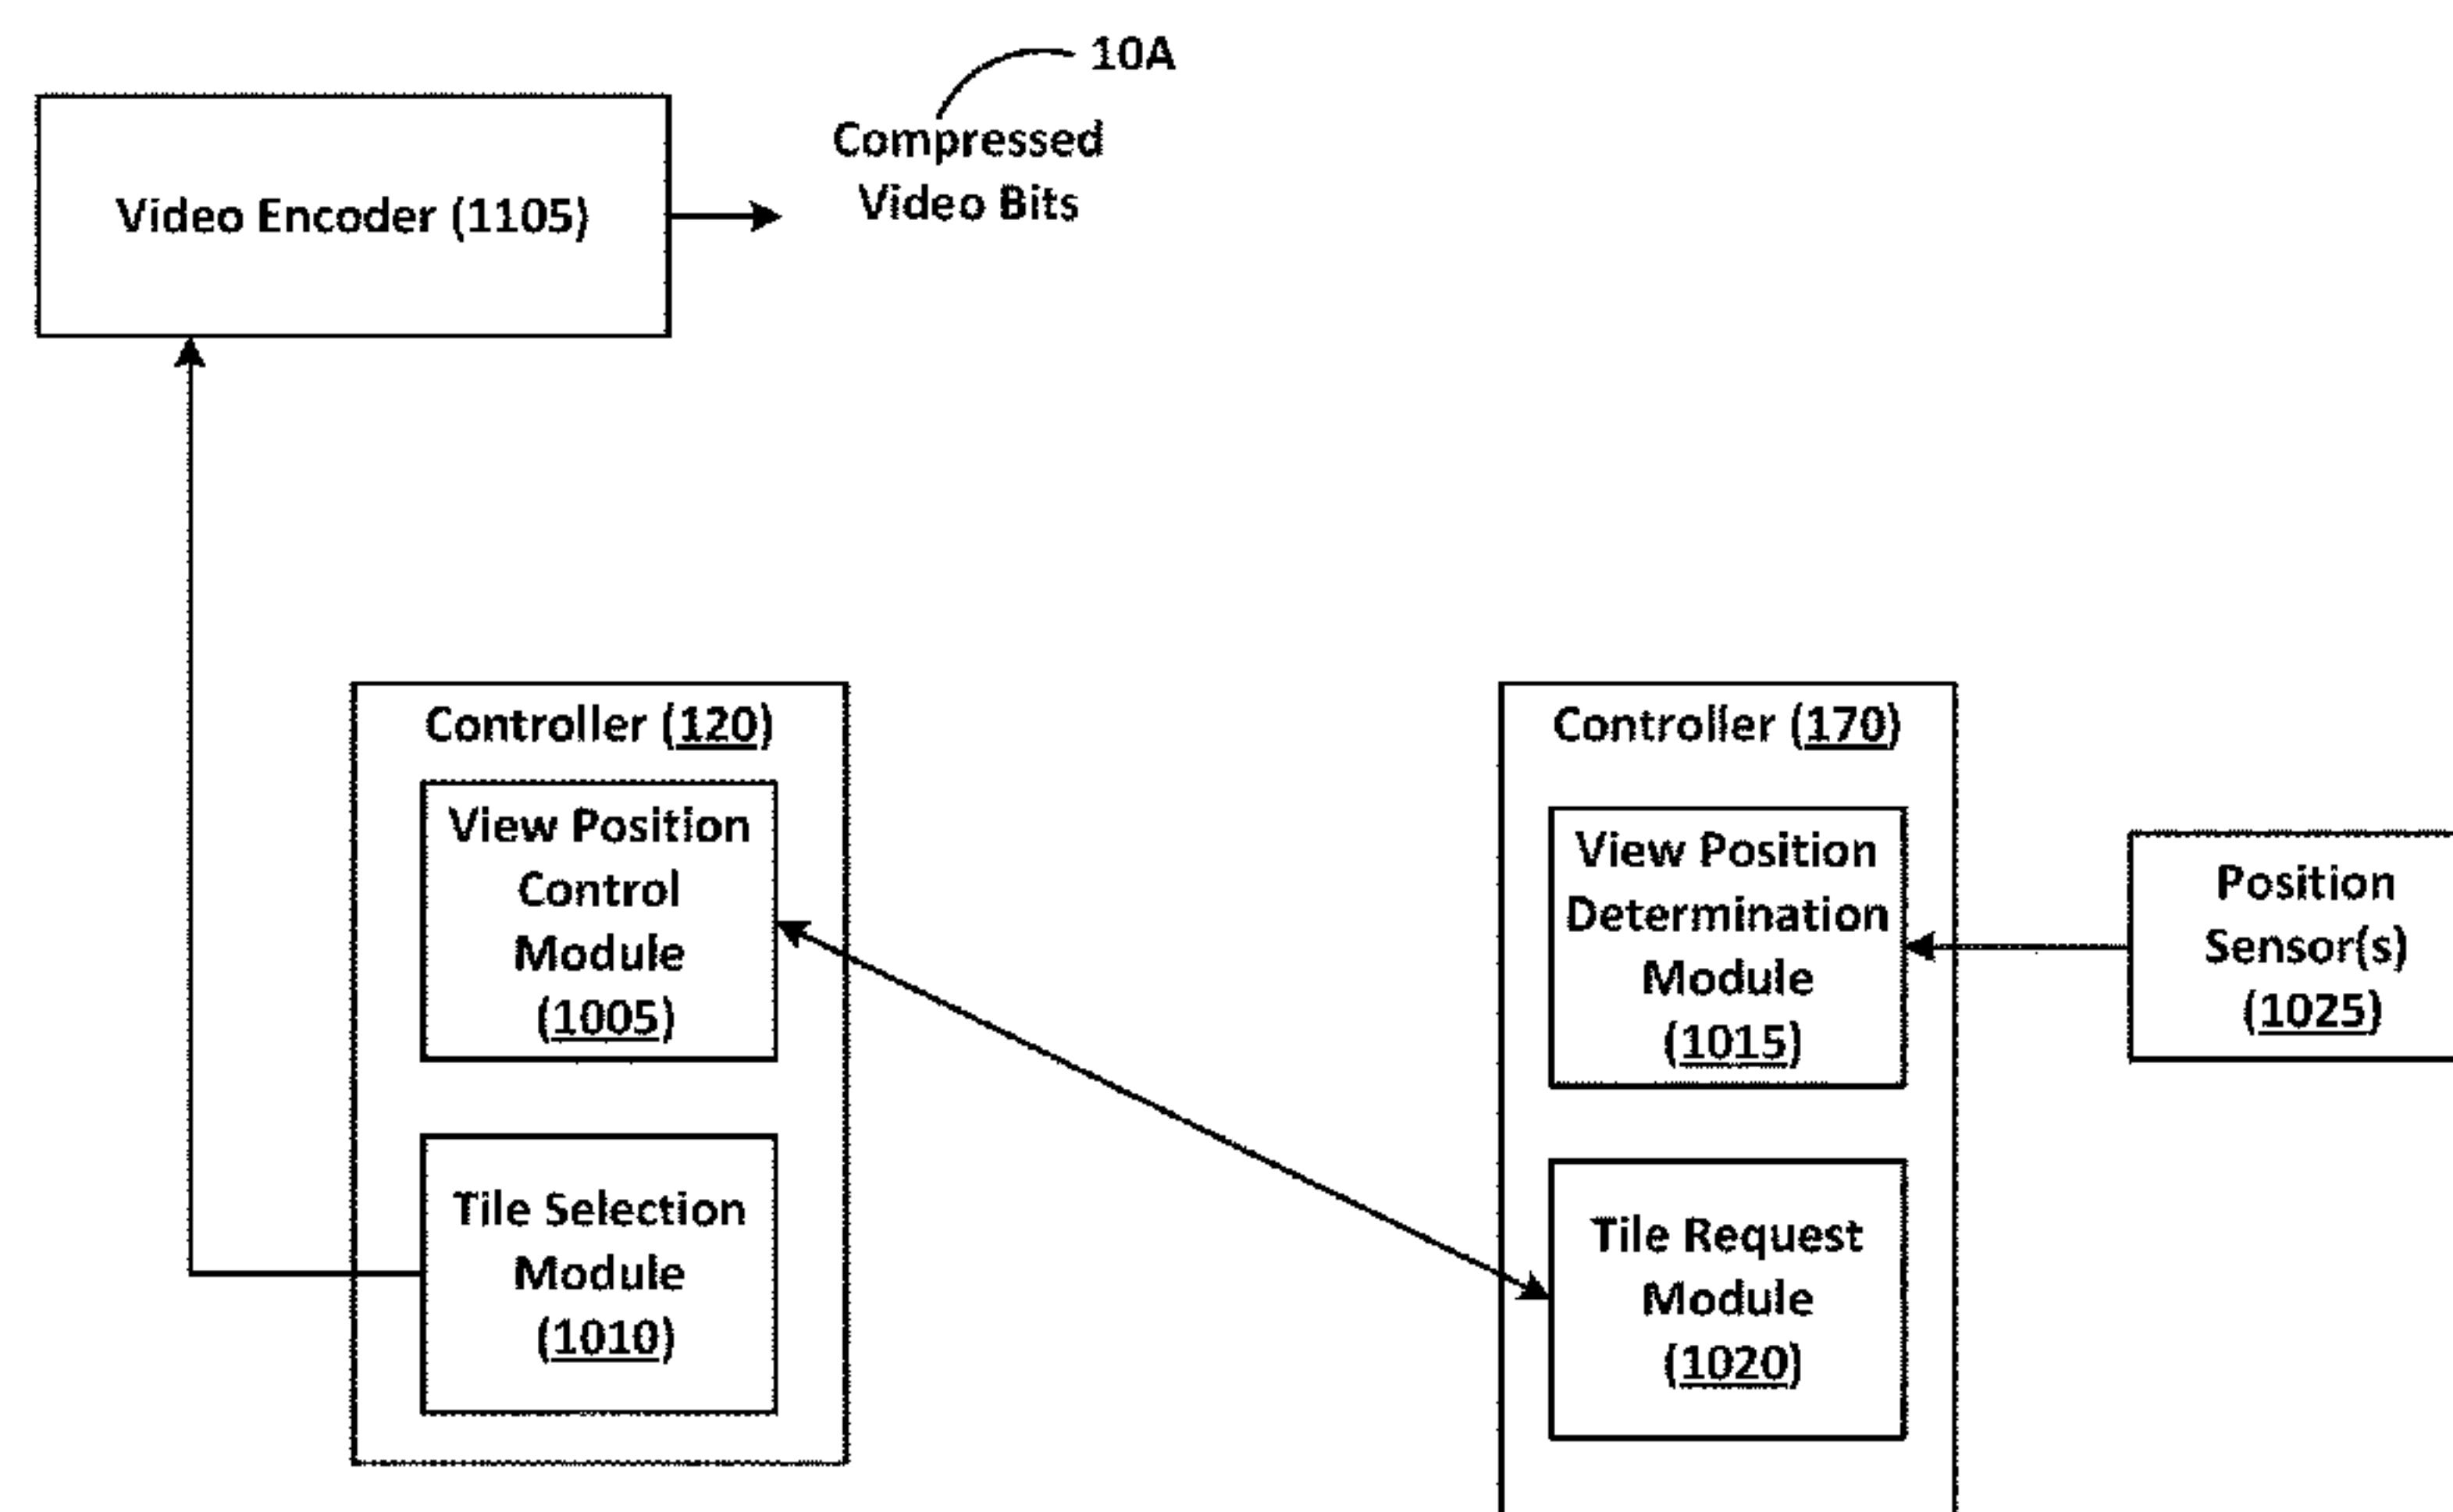 10A
Compressed
Video Bits
Video Encoder (1105)
Controller (120)
View Position
Control
Module
(1005)
Tile Selection
Module
(1010)
Controller (170)
View Position
Determination
Module
(1015)
Tile Request
Module
(1020)
Position
Sensor(s)
(1025)